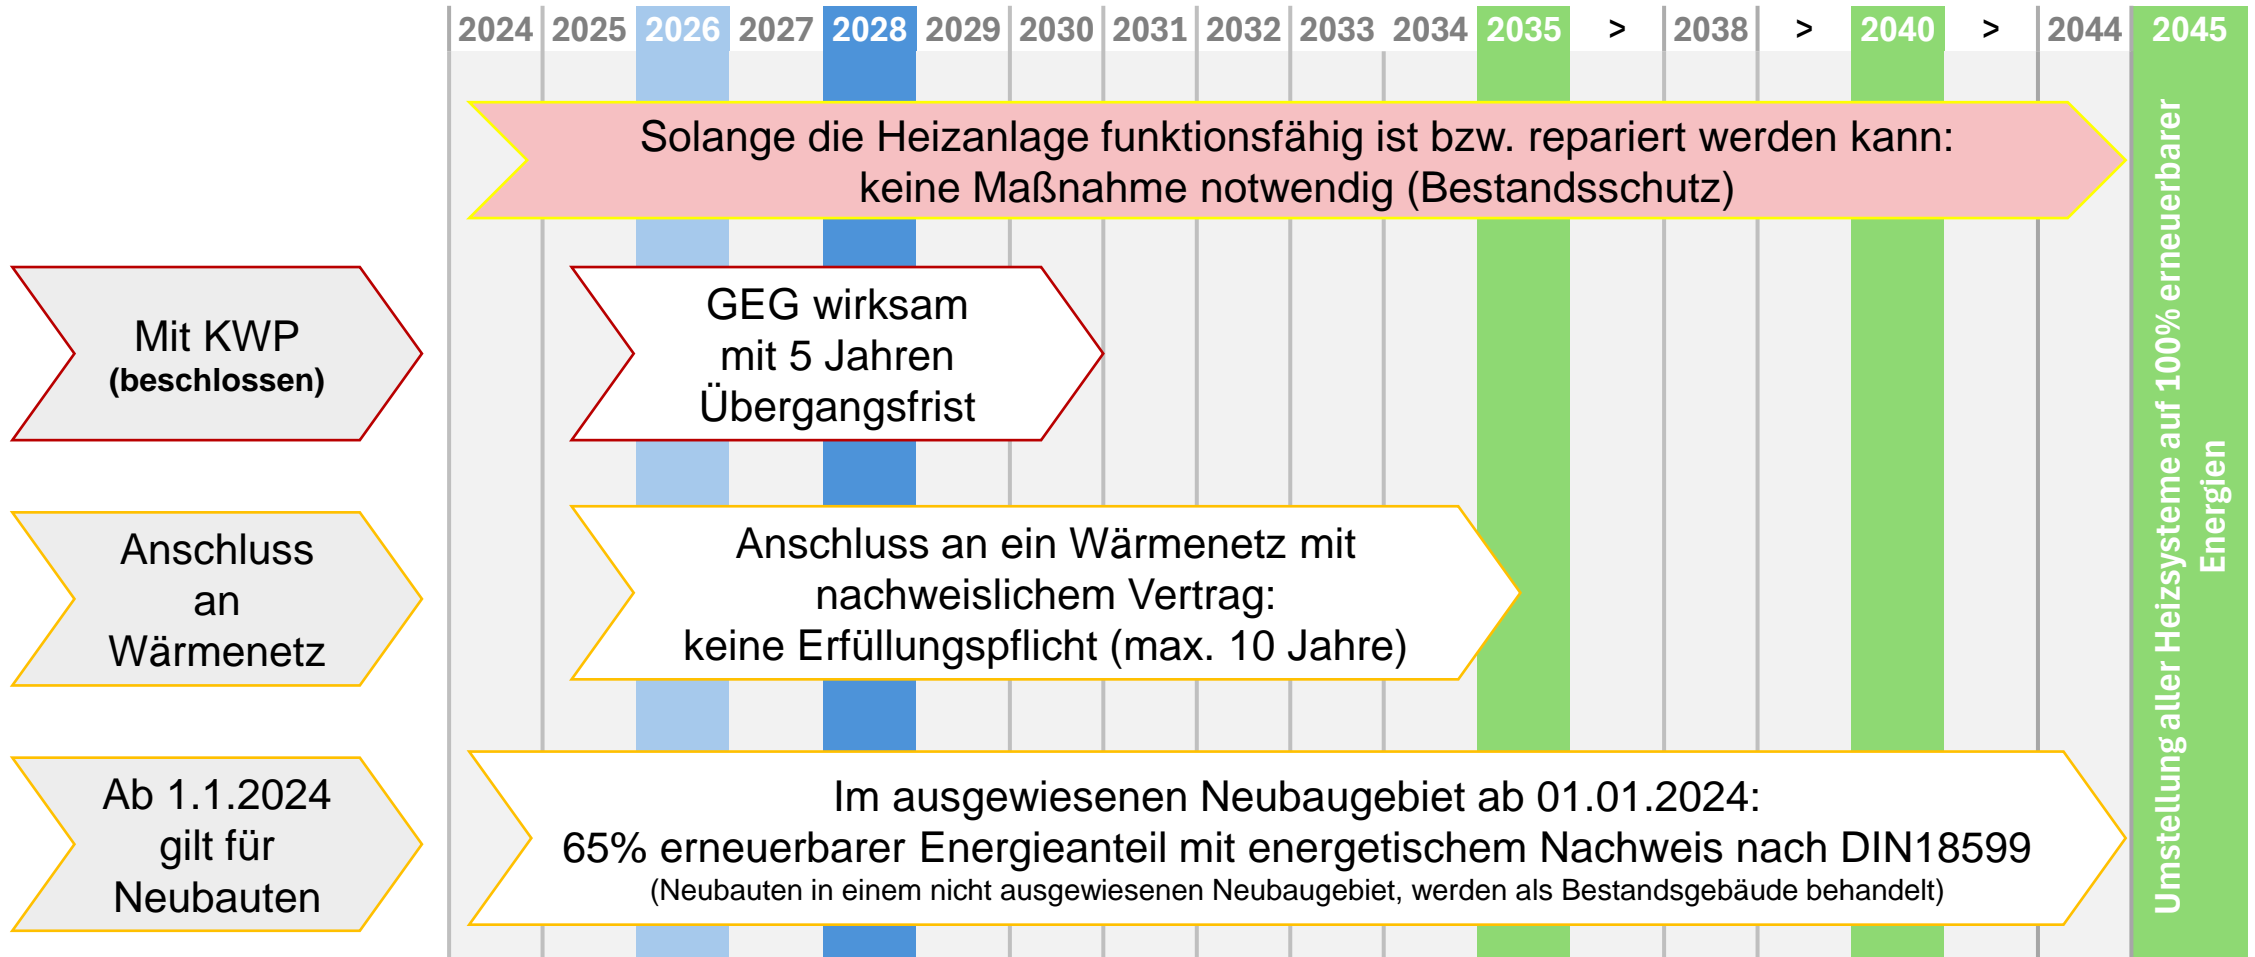 2024 2025 2026 2027 2028 2029 2030 2031 2032 2033 2034 2035 > 2038 > 2040 > 2044 2045
Solange die Heizanlage funktionsfähig ist bzw. repariert werden kann:
keine Maßnahme notwendig (Bestandsschutz)
Mit KWP
(beschlossen)
GEG wirksam
mit 5 Jahren
Übergangsfrist
Anschluss
an
Wärmenetz
Anschluss an ein Wärmenetz mit
nachweislichem Vertrag:
keine Erfüllungspflicht (max. 10 Jahre)
Ab 1.1.2024
gilt für
Neubauten
Im ausgewiesenen Neubaugebiet ab 01.01.2024:
65% erneuerbarer Energieanteil mit energetischem Nachweis nach DIN18599
(Neubauten in einem nicht ausgewiesenen Neubaugebiet, werden als Bestandsgebäude behandelt)
Umstellung aller Heizsysteme auf 100% erneuerbarer
Energien